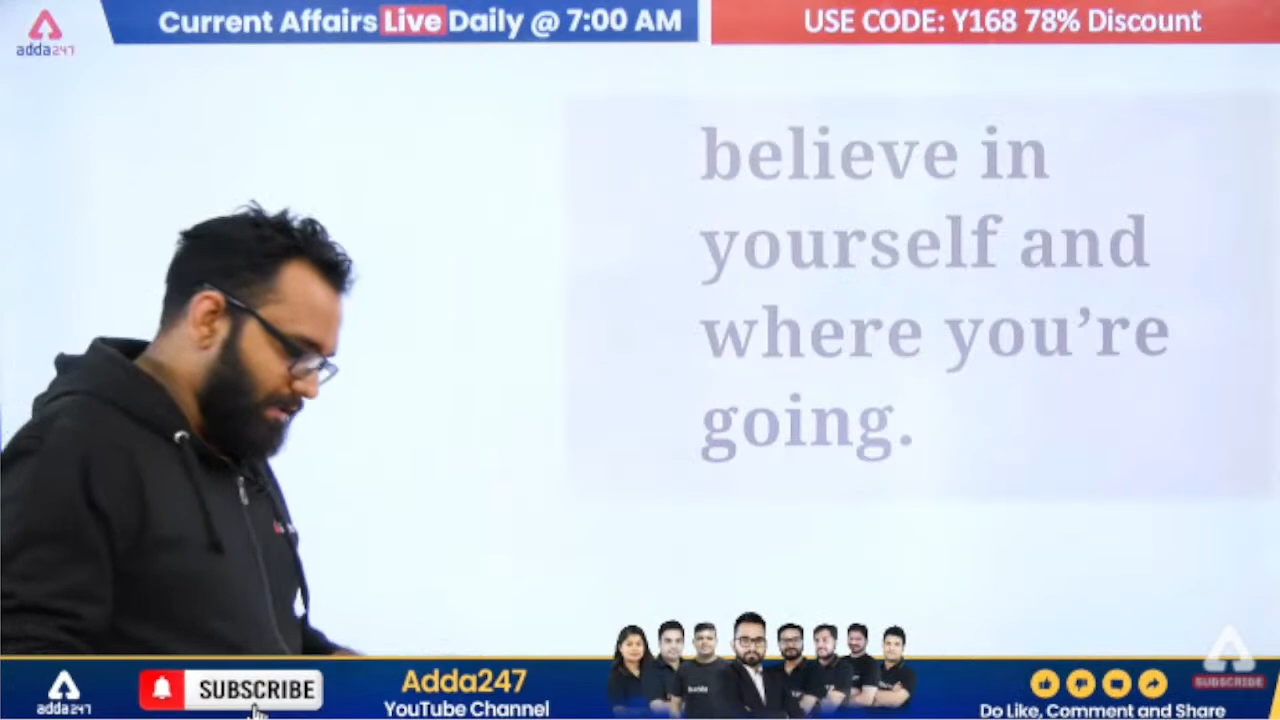 adda247
Current Affairs Live Daily @ 7:00 AM
USE CODE: Y168 78% Discount
believe in
yourself and
where you’re
going.
adda247
SUBSCRIBE
Adda247
YouTube Channel
SUBSCRIBE
Do Like, Comment and Share